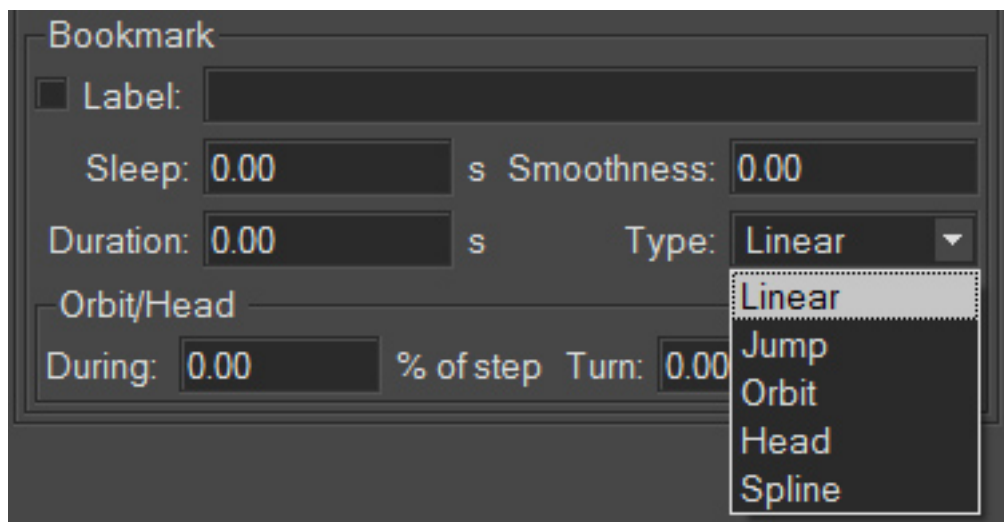 Bookmark
Label:
Sleep: 0.00 s Smoothness: 0.00
Duration: 0.00 s Type: Linear
Orbit/Head Linear
During: 0.00 % of step Turn: 0.00 Jump
Orbit
Head
Spline